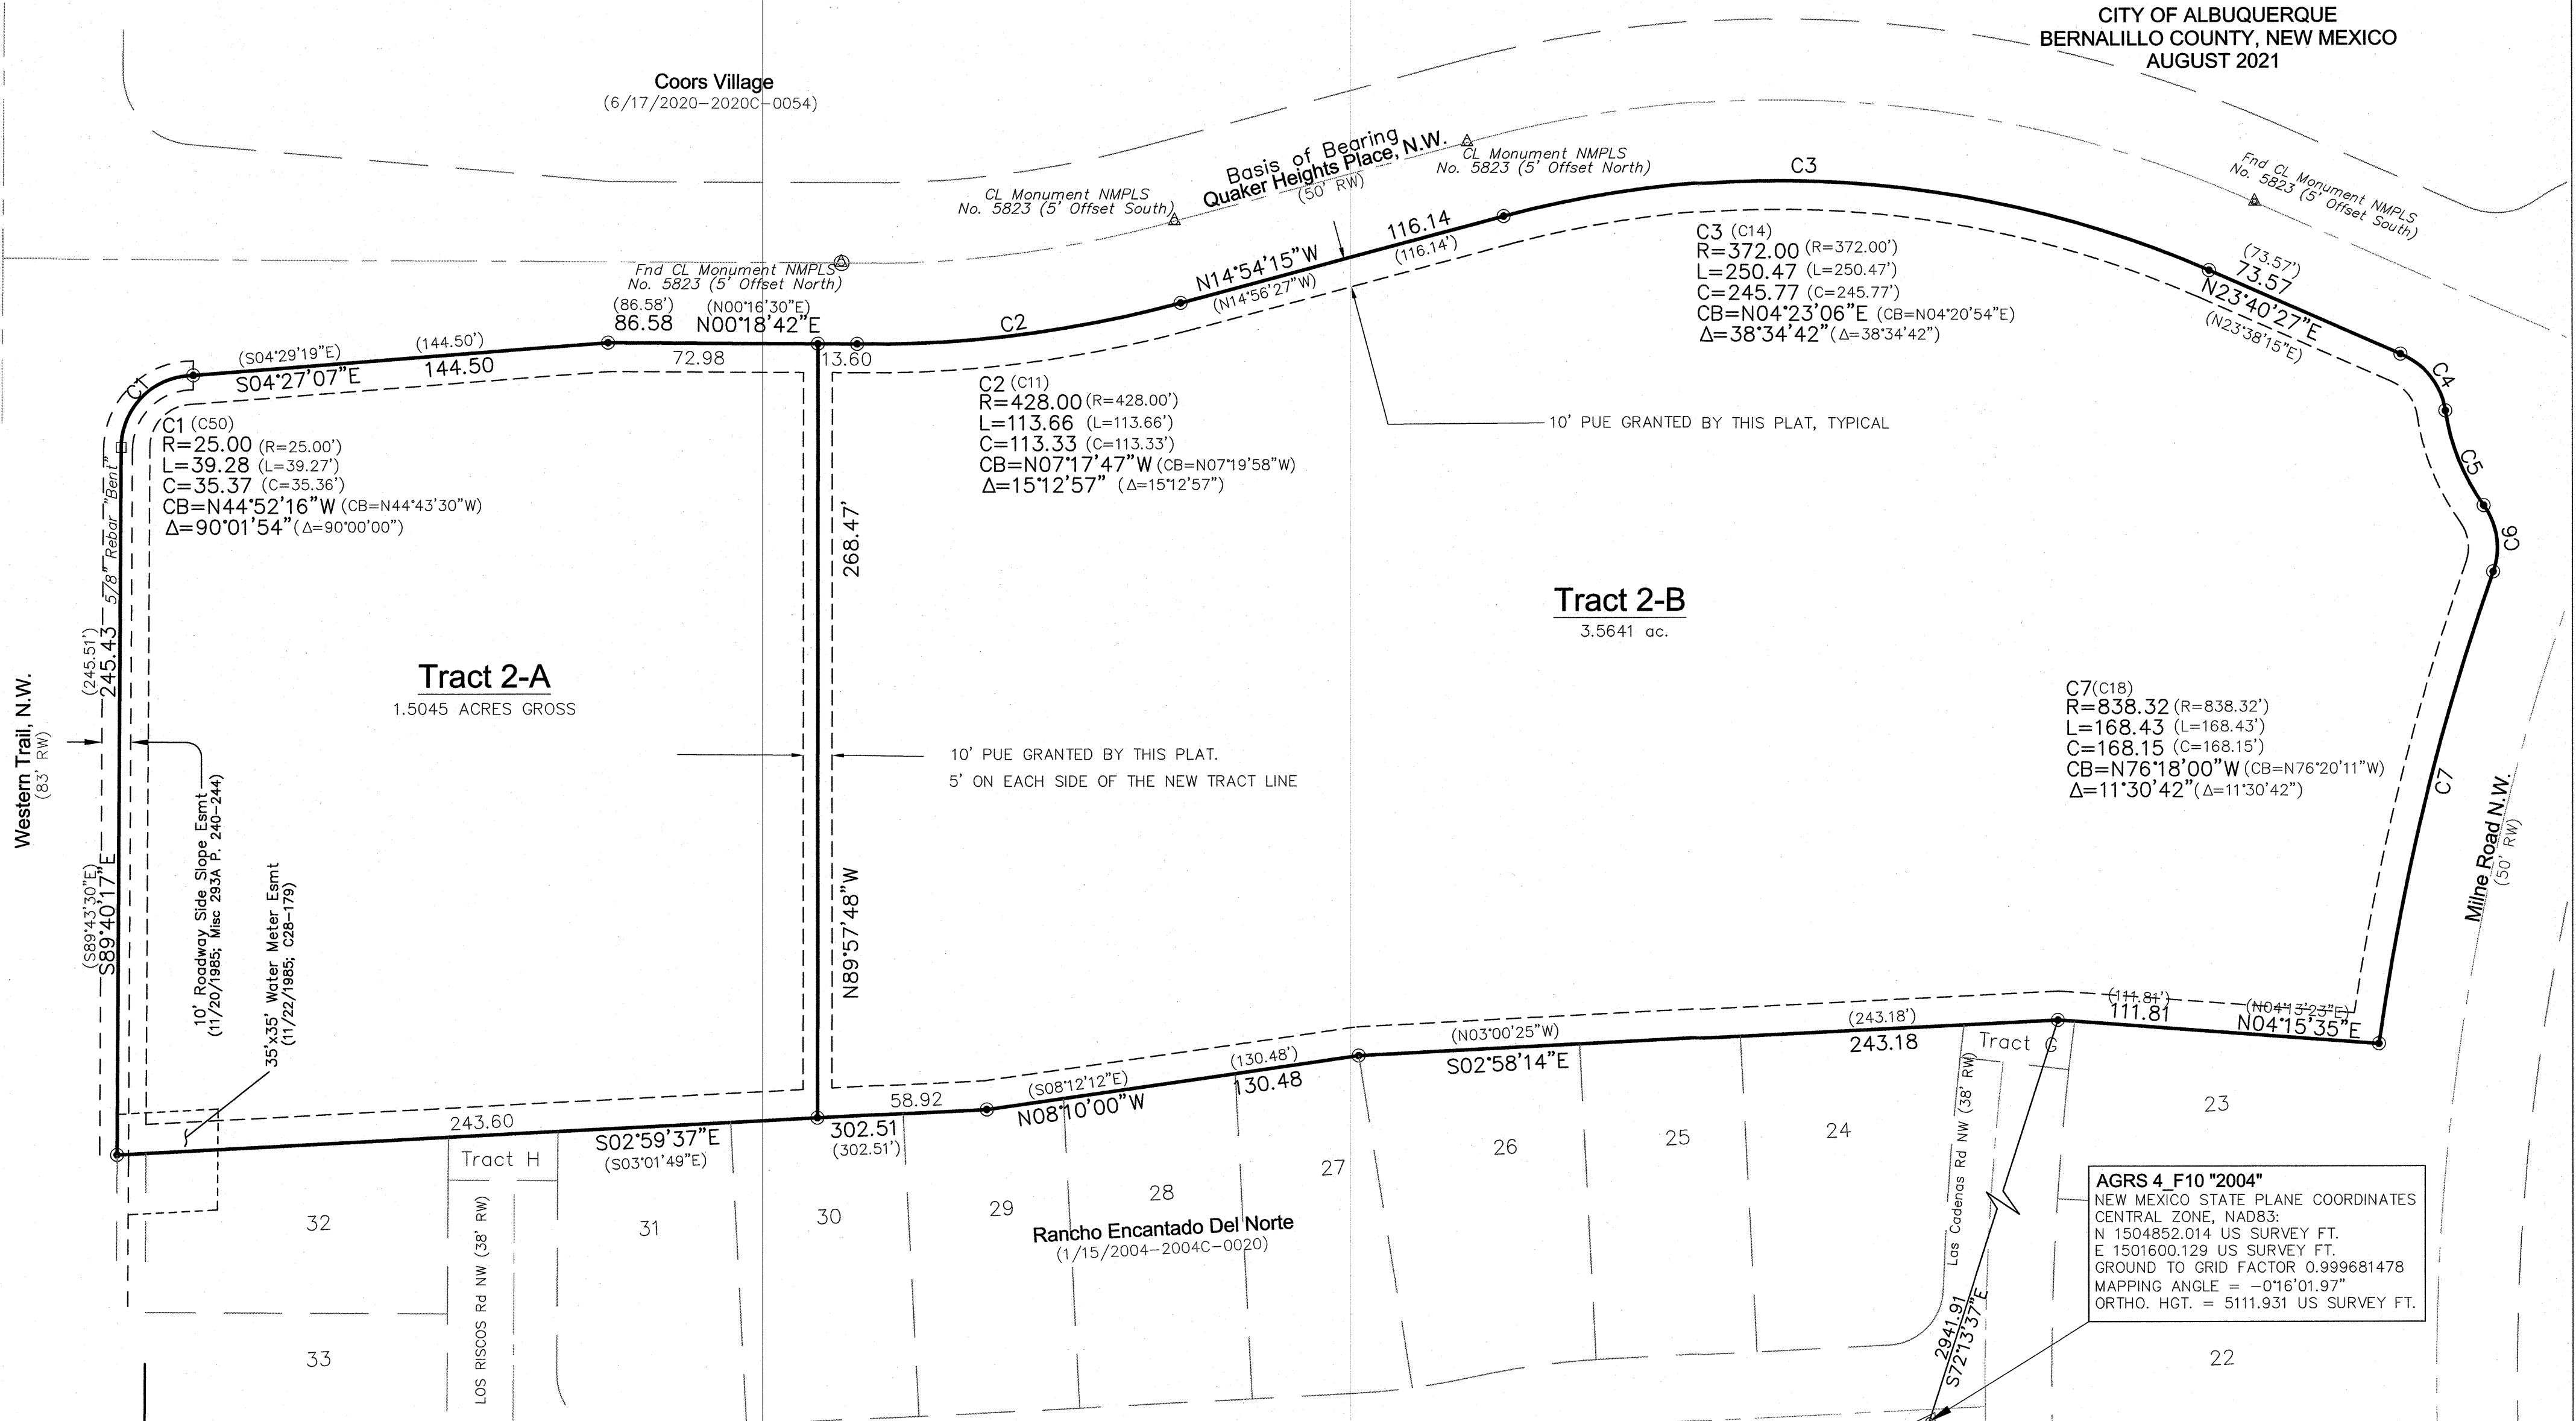 CITY OF ALBUQUERQUE
BERNALILLO COUNTY, NEW MEXICO
AUGUST 2021
Coors Village
(6/17/2020-2020C-0054)
Basis of Bearing
Quaker Heights Place, N.W.
(50' RW)
CL Monument NMPLS
No. 5823 (5' Offset South)
CL Monument NMPLS
No. 5823 (5' Offset North)
Fnd CL Monument NMPLS
No. 5823 (5' Offset South)
Fnd CL Monument NMPLS
No. 5823 (5' Offset North)
(86.58') (N00°16'30"E)
86.58 N00°18'42"E
72.98
13.60
C1
(S04°29'19"E) (144.50')
S04°27'07"E 144.50
C2
N14°54'15"W 116.14
(N14°56'27"W) (116.14')
C3
(73.57')
73.57
N23°40'27"E
(N23°38'15"E)
C4
C5
C6
C7
C1 (C50)
R=25.00 (R=25.00')
L=39.28 (L=39.27')
C=35.37 (C=35.36')
CB=N44°52'16"W (CB=N44°43'30"W)
Δ=90°01'54" (Δ=90°00'00")
C2 (C11)
R=428.00 (R=428.00')
L=113.66 (L=113.66')
C=113.33 (C=113.33')
CB=N07°17'47"W (CB=N07°19'58"W)
Δ=15°12'57" (Δ=15°12'57")
C3 (C14)
R=372.00 (R=372.00')
L=250.47 (L=250.47')
C=245.77 (C=245.77')
CB=N04°23'06"E (CB=N04°20'54"E)
Δ=38°34'42" (Δ=38°34'42")
10' PUE GRANTED BY THIS PLAT, TYPICAL
5/8" Rebar "Bent"
(245.51')
245.43
(S89°43'30"E)
S89°40'17"E
Western Trail, N.W.
(83' RW)
Tract 2-A
1.5045 ACRES GROSS
268.47'
N89°57'48"W
Tract 2-B
3.5641 ac.
10' PUE GRANTED BY THIS PLAT.
5' ON EACH SIDE OF THE NEW TRACT LINE
C7 (C18)
R=838.32 (R=838.32')
L=168.43 (L=168.43')
C=168.15 (C=168.15')
CB=N76°18'00"W (CB=N76°20'11"W)
Δ=11°30'42" (Δ=11°30'42")
Milne Road N.W.
(50' RW)
10' Roadway Side Slope Esmt
(11/20/1985; Misc 293A P. 240-244)
35'x35' Water Meter Esmt
(11/22/1985; C28-179)
243.60
S02°59'37"E
(S03°01'49"E)
58.92
302.51
(302.51')
(S08°12'12"E) (130.48')
N08°10'00"W 130.48
(N03°00'25"W) (243.18')
S02°58'14"E 243.18
(111.81') (N04°13'23"E)
111.81 N04°15'35"E
Tract H
Tract G
LOS RISCOS Rd NW (38' RW)
Las Cadenas Rd NW (38' RW)
32
33
31
30
29
28
27
26
25
24
23
22
Rancho Encantado Del Norte
(1/15/2004-2004C-0020)
2941.91
S72°13'37"E
AGRS 4_F10 "2004"
NEW MEXICO STATE PLANE COORDINATES
CENTRAL ZONE, NAD83:
N 1504852.014 US SURVEY FT.
E 1501600.129 US SURVEY FT.
GROUND TO GRID FACTOR 0.999681478
MAPPING ANGLE = -0°16'01.97"
ORTHO. HGT. = 5111.931 US SURVEY FT.